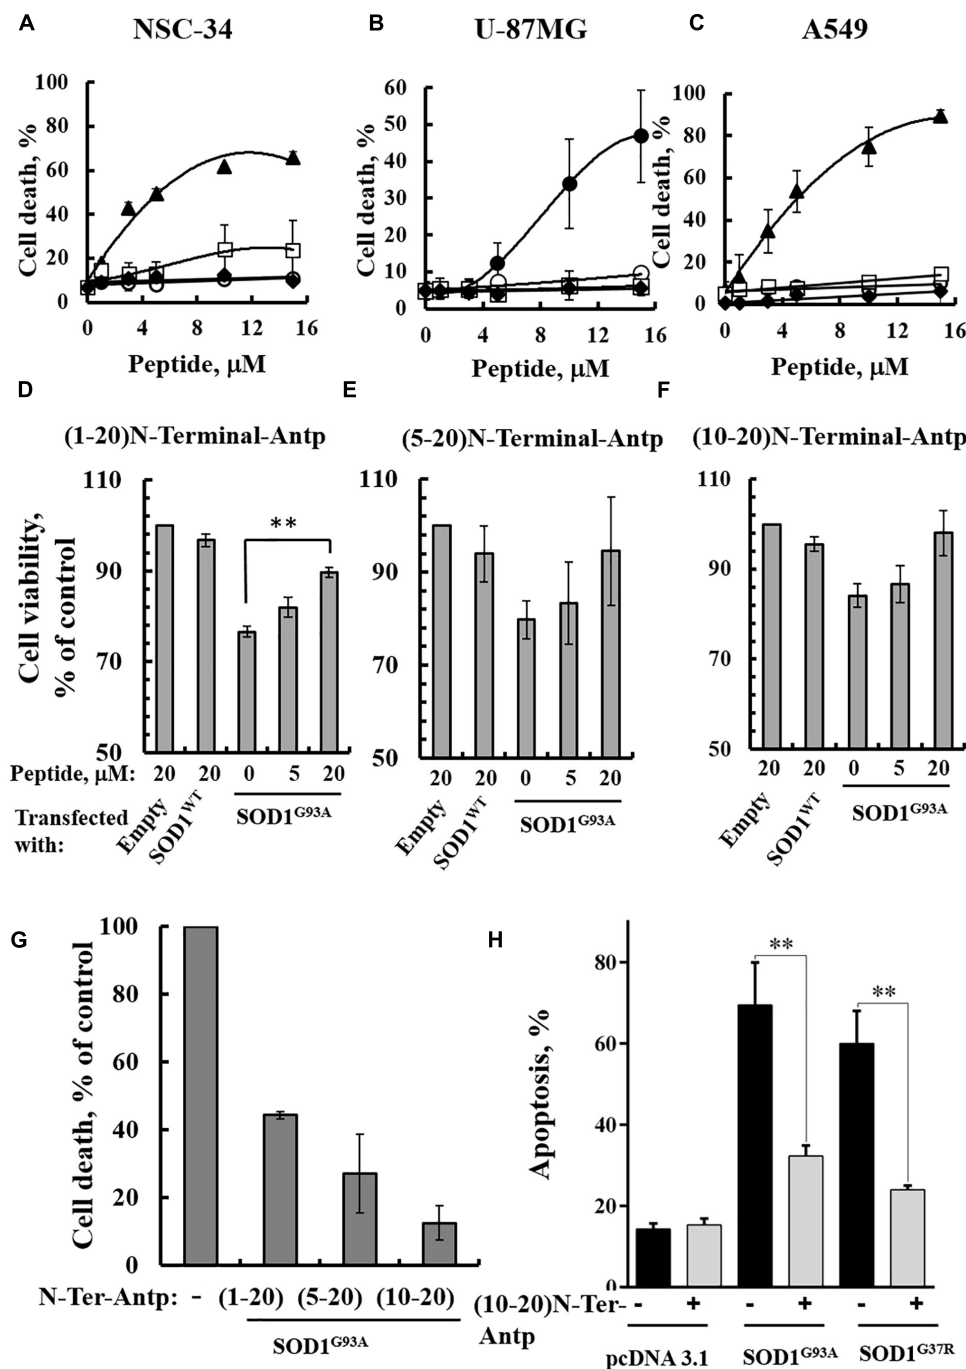 A NSC-34 B U-87MG C A549
Cell death, %
100
80
60
40
20
0
0 4 8 12 16
Peptide, μM
Cell death, %
60
50
40
30
20
10
0
0 4 8 12 16
Peptide, μM
Cell death, %
100
80
60
40
20
0
0 4 8 12 16
Peptide, μM
D E F
(1-20)N-Terminal-Antp (5-20)N-Terminal-Antp (10-20)N-Terminal-Antp
Cell viability,
% of control
110
90
70
50
**
Peptide, μM: 20 20 0 5 20
Transfected
with:
Empty
SOD1WT
SOD1G93A
110
90
70
50
20 20 0 5 20
Empty
SOD1WT
SOD1G93A
110
90
70
50
20 20 0 5 20
Empty
SOD1WT
SOD1G93A
G
Cell death, % of control
100
80
60
40
20
0
N-Ter-Antp: - (1-20) (5-20) (10-20)
SOD1G93A
H
Apoptosis, %
80
60
40
20
0
**
**
(10-20)N-Ter-
Antp
- + - + - +
pcDNA 3.1 SOD1G93A SOD1G37R